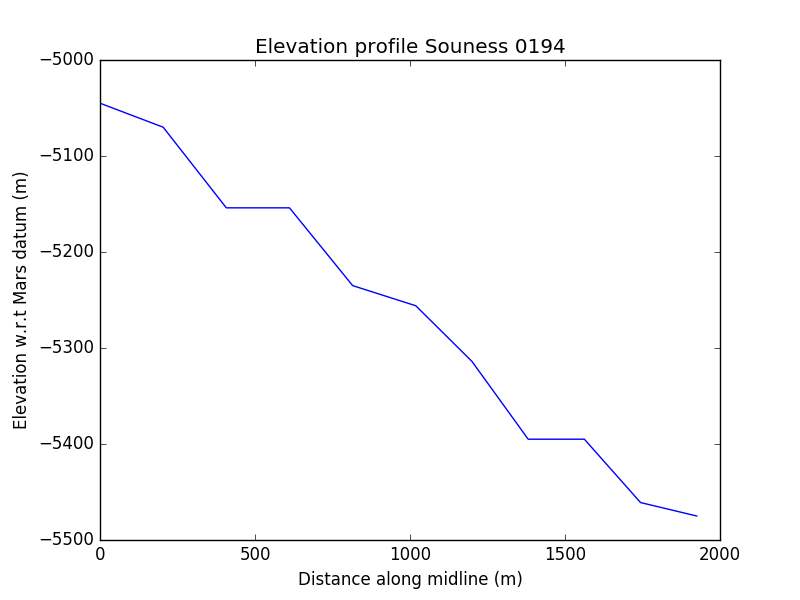 Elevation profile Souness 0194
−5000
−5100
−5200
−5300
−5400
−5500
Elevation w.r.t Mars datum (m)
0 500 1000 1500 2000
Distance along midline (m)